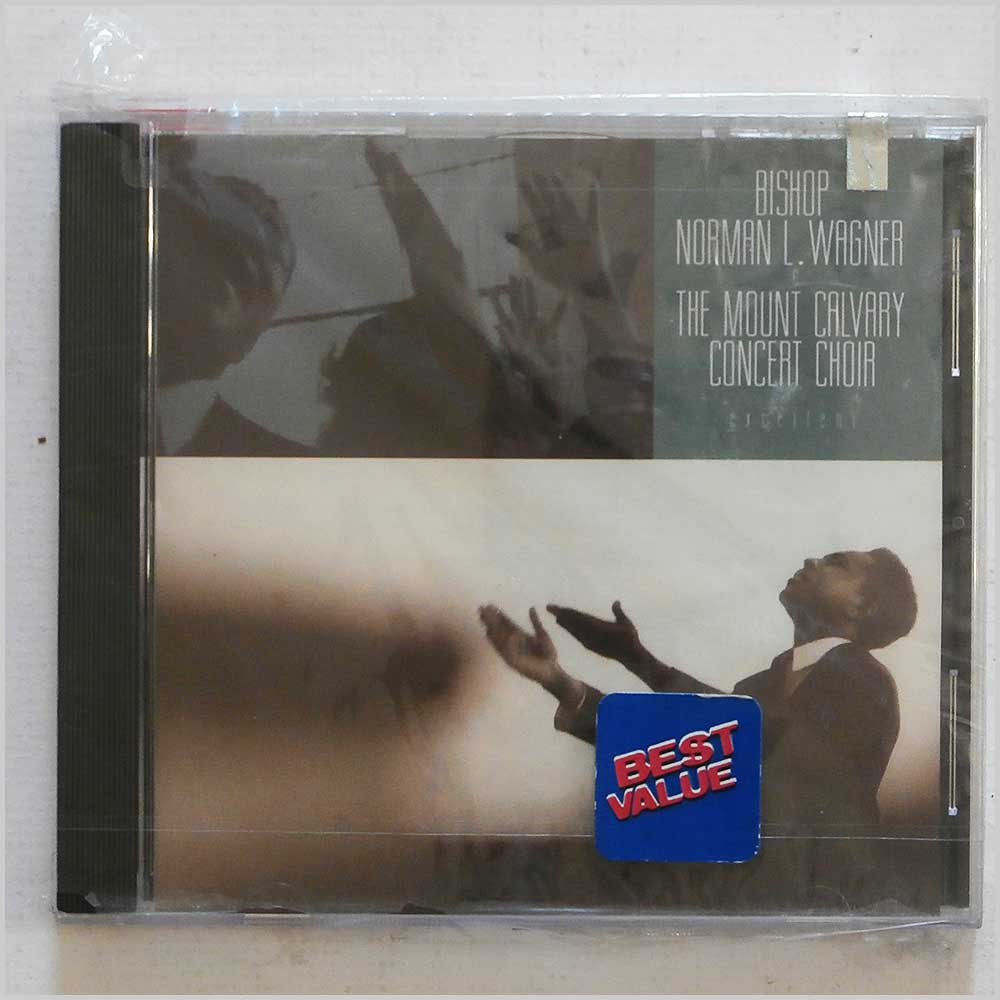 BISHOP
NORMAN L. WAGNER
THE MOUNT CALVARY
CONCERT CHOIR
excellent
BEST
VALUE